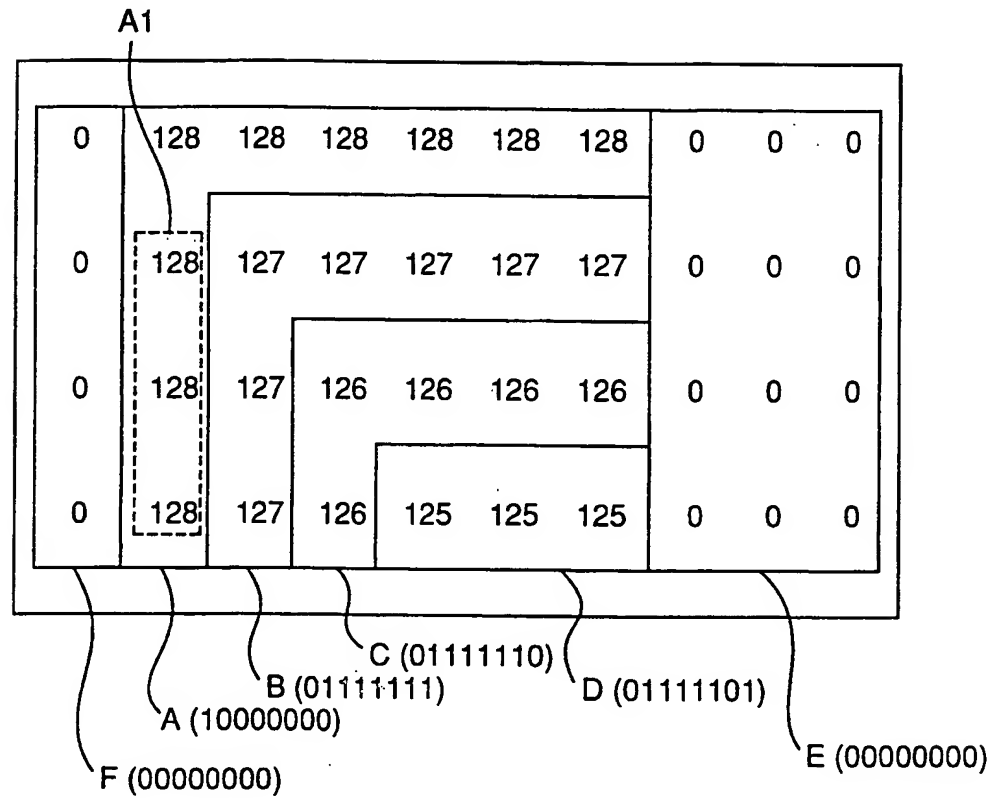 A1
0 128 128 128 128 128 128 0 0 0
0 128 127 127 127 127 127 0 0 0
0 128 127 126 126 126 126 0 0 0
0 128 127 126 125 125 125 0 0 0
C (01111110)
B (01111111)
D (01111101)
A (10000000)
E (00000000)
F (00000000)